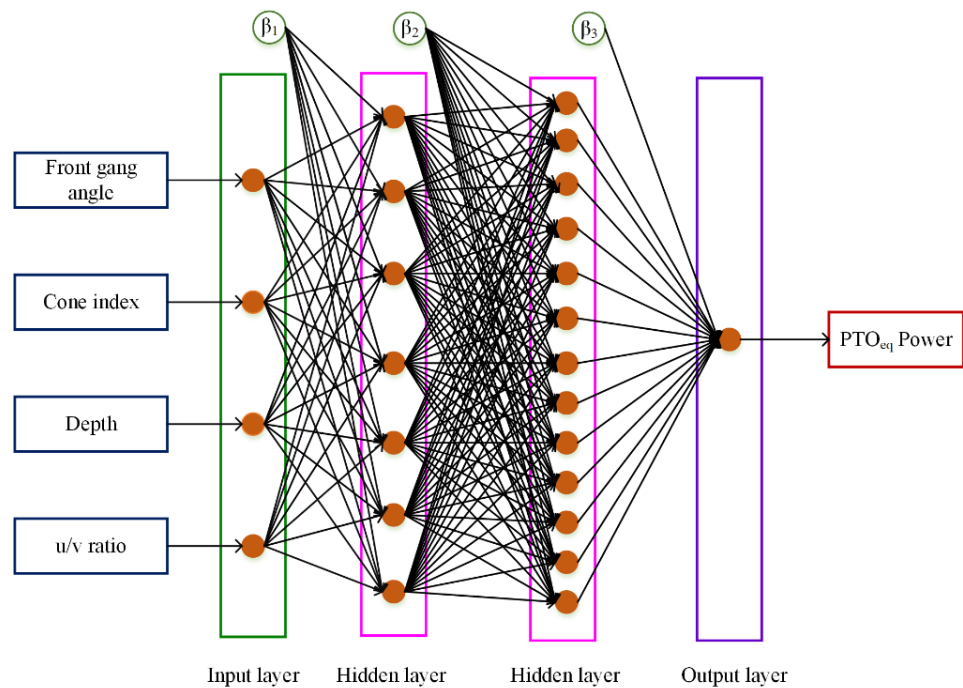 β₁
β₂
β₃
Front gang
angle
Cone index
Depth
u/v ratio
PTOeq Power
Input layer
Hidden layer
Hidden layer
Output layer